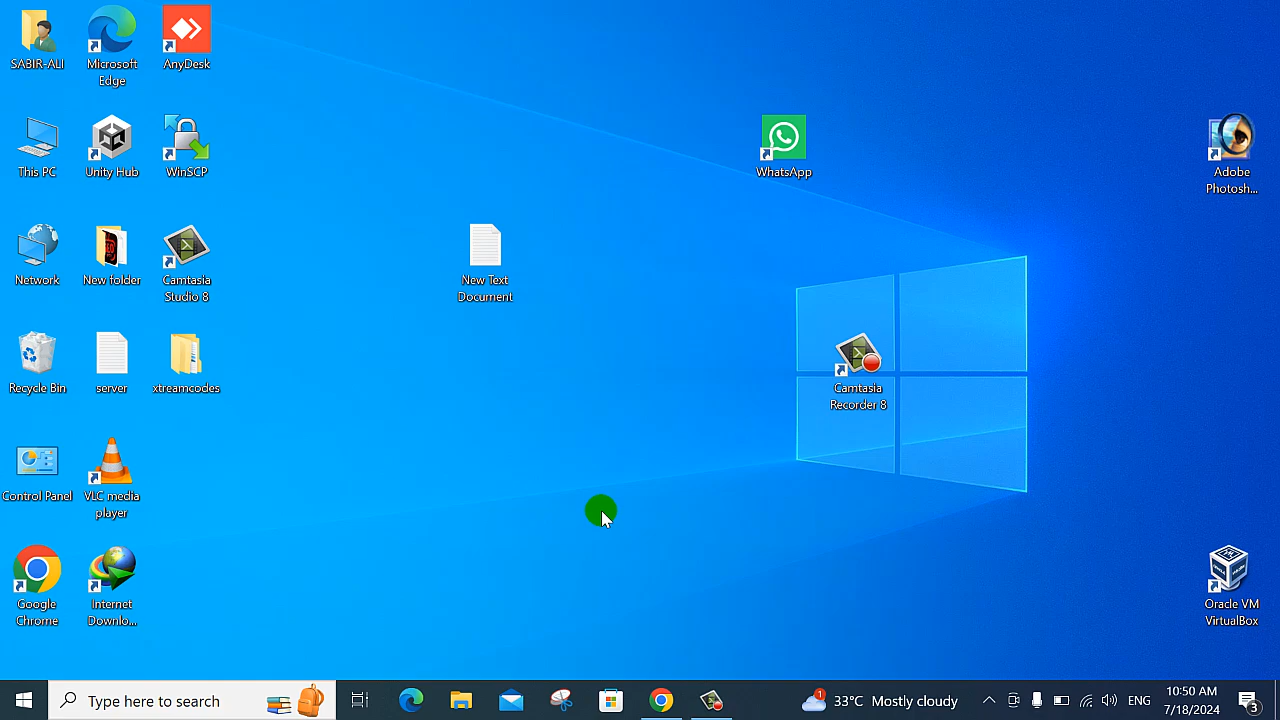 SABIR-ALI
Microsoft
Edge
AnyDesk
This PC
Unity Hub
WinSCP
WhatsApp
Adobe
Photosh...
Network
New folder
Camtasia
Studio 8
New Text
Document
Recycle Bin
server
xtreamcodes
Camtasia
Recorder 8
Control Panel
VLC media
player
Google
Chrome
Internet
Downlo...
Oracle VM
VirtualBox
Type here to search
1
33°C Mostly cloudy
ENG
10:50 AM
7/18/2024
3